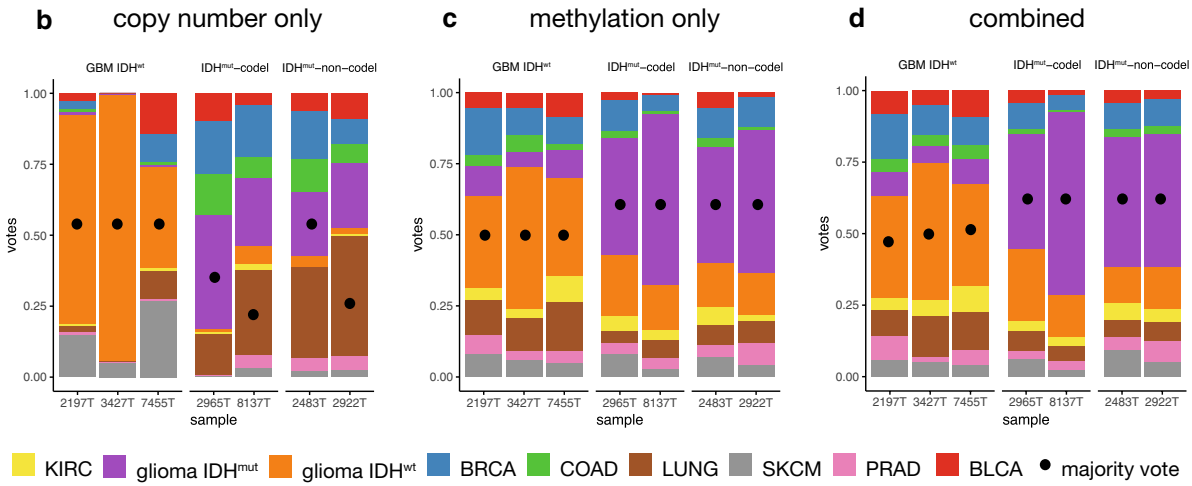 b copy number only
GBM IDHwt IDHmut–codel IDHmut–non–codel
votes
1.00
0.75
0.50
0.25
0.00
2197T 3427T 7455T 2965T 8137T 2483T 2922T
sample
c methylation only
GBM IDHwt IDHmut–codel IDHmut–non–codel
votes
1.00
0.75
0.50
0.25
0.00
2197T 3427T 7455T 2965T 8137T 2483T 2922T
sample
d combined
GBM IDHwt IDHmut–codel IDHmut–non–codel
votes
1.00
0.75
0.50
0.25
0.00
2197T 3427T 7455T 2965T 8137T 2483T 2922T
sample
KIRC glioma IDHmut glioma IDHwt BRCA COAD LUNG SKCM PRAD BLCA majority vote